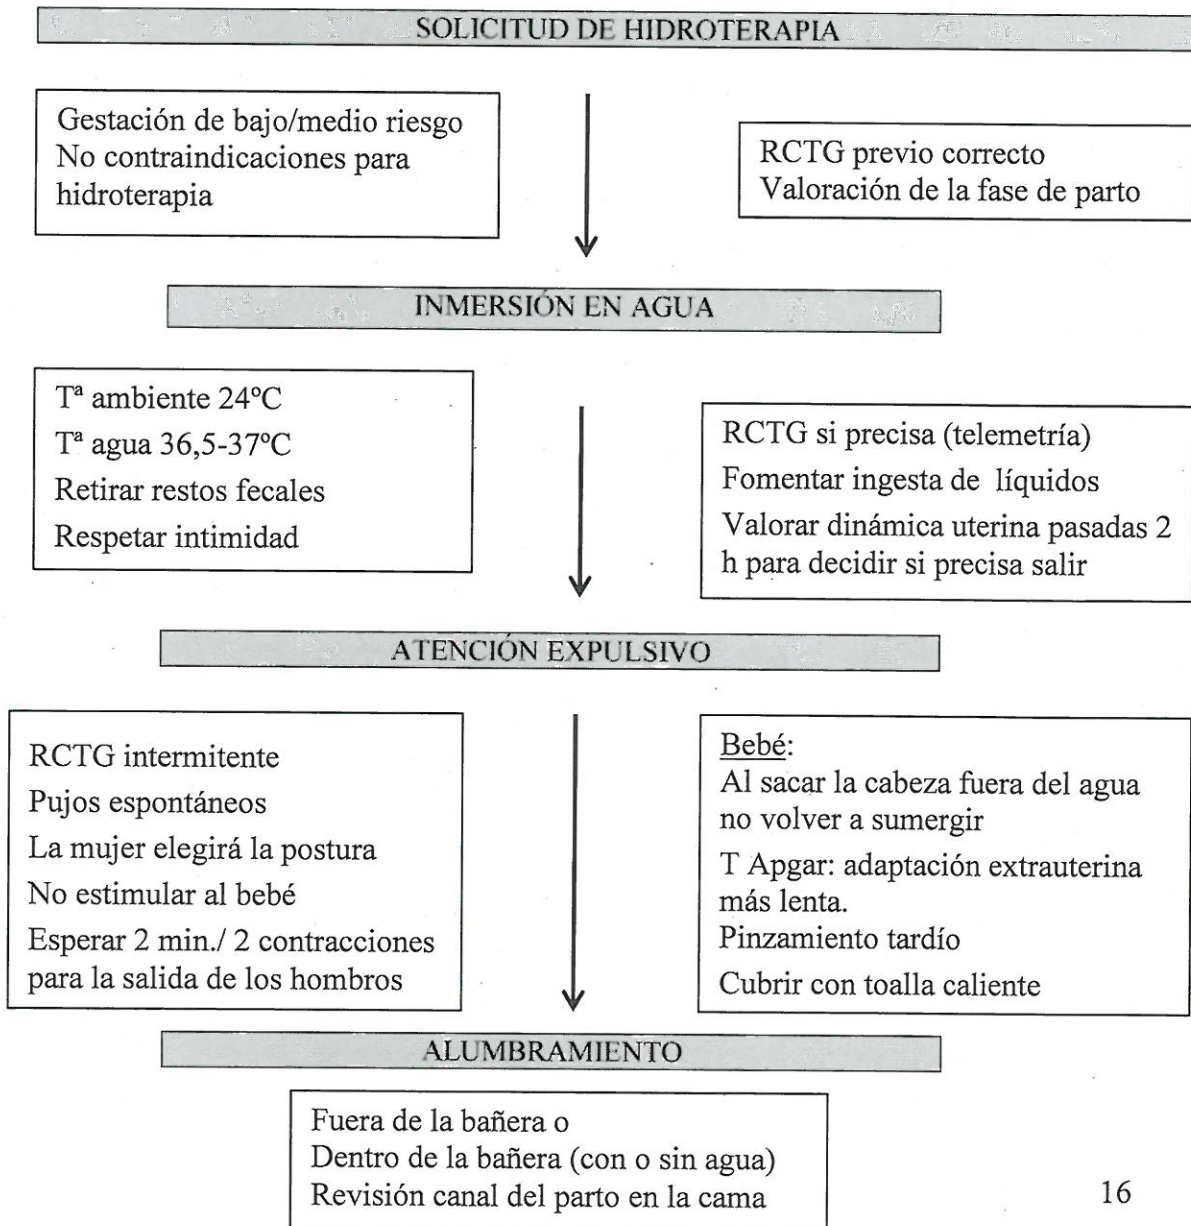 SOLICITUD DE HIDROTERAPIA
Gestación de bajo/medio riesgo
No contraindicaciones para
hidroterapia
RCTG previo correcto
Valoración de la fase de parto
INMERSIÓN EN AGUA
Tª ambiente 24ºC
Tª agua 36,5-37ºC
Retirar restos fecales
Respetar intimidad
RCTG si precisa (telemetría)
Fomentar ingesta de líquidos
Valorar dinámica uterina pasadas 2
h para decidir si precisa salir
ATENCIÓN EXPULSIVO
RCTG intermitente
Pujos espontáneos
La mujer elegirá la postura
No estimular al bebé
Esperar 2 min./ 2 contracciones
para la salida de los hombros
Bebé:
Al sacar la cabeza fuera del agua
no volver a sumergir
T Apgar: adaptación extrauterina
más lenta.
Pinzamiento tardío
Cubrir con toalla caliente
ALUMBRAMIENTO
Fuera de la bañera o
Dentro de la bañera (con o sin agua)
Revisión canal del parto en la cama
16